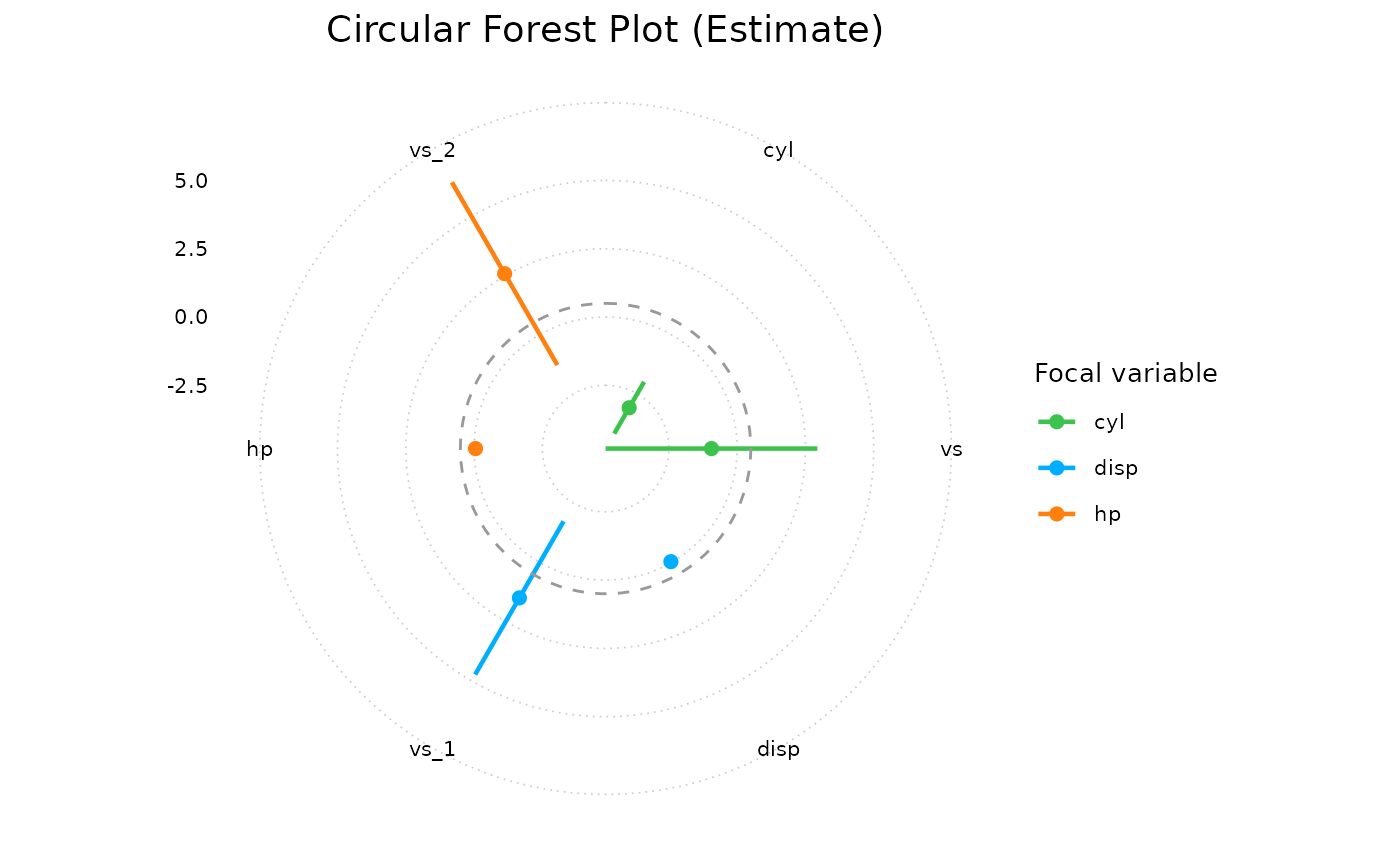 Circular Forest Plot (Estimate)
vs_2
cyl
5.0
2.5
0.0
-2.5
hp
vs
vs_1
disp
Focal variable
cyl
disp
hp